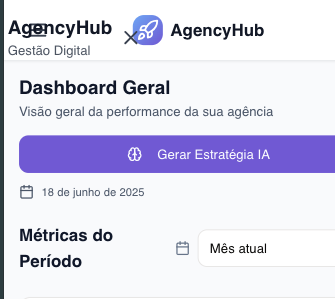 AgencyHub
AgencyHub
Gestão Digital
Dashboard Geral
Visão geral da performance da sua agência
Gerar Estratégia IA
18 de junho de 2025
Métricas do
Período
Mês atual